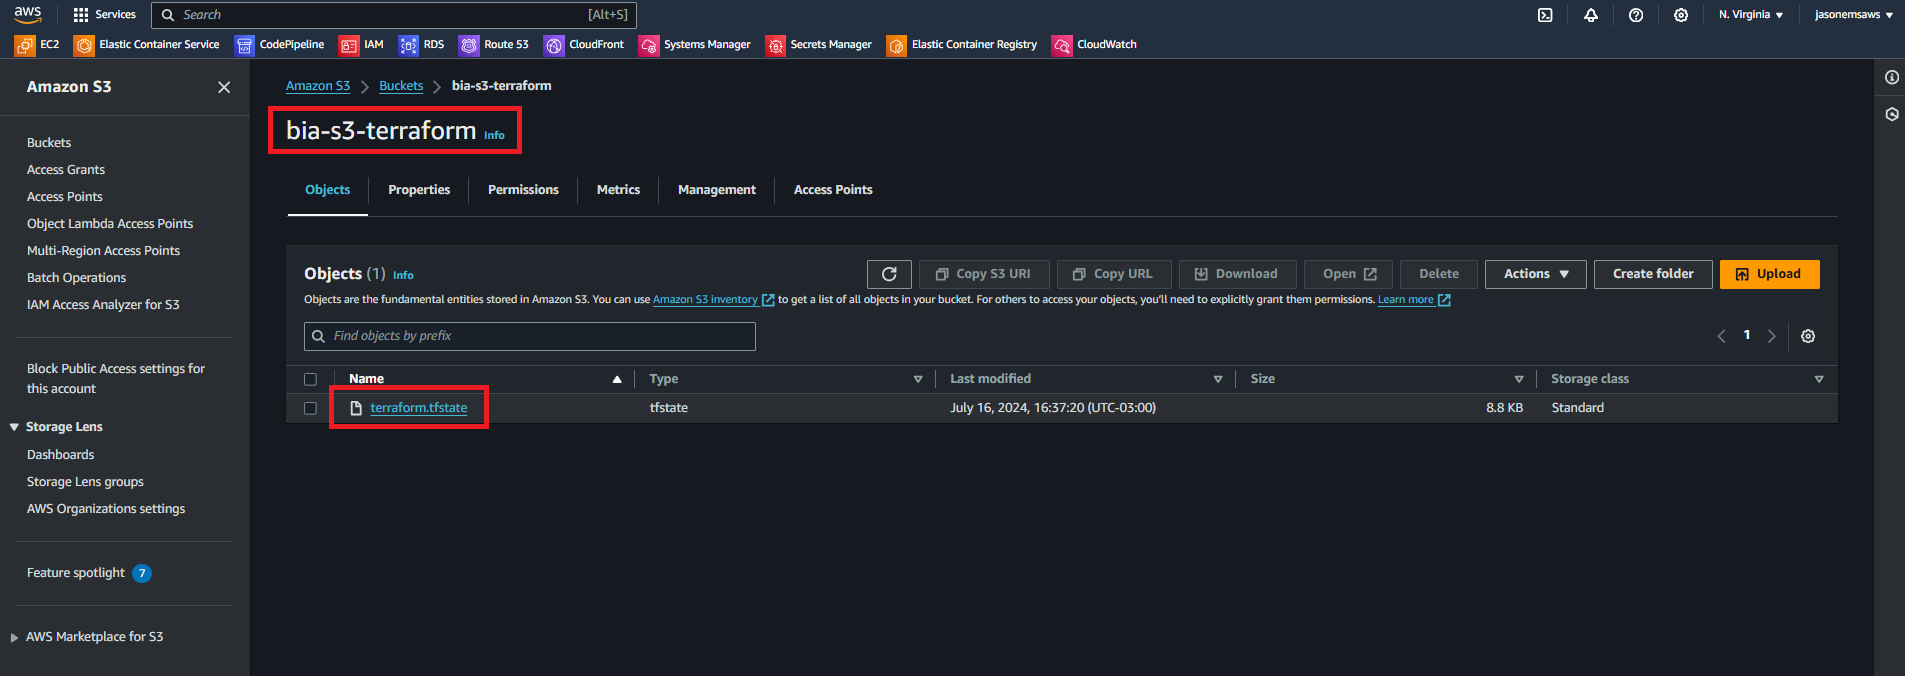 aws Services Search [Alt+S] N. Virginia ▼ jasonemsaws ▼
EC2 Elastic Container Service CodePipeline IAM RDS Route 53 CloudFront Systems Manager Secrets Manager Elastic Container Registry CloudWatch
Amazon S3
Buckets
Access Grants
Access Points
Object Lambda Access Points
Multi-Region Access Points
Batch Operations
IAM Access Analyzer for S3
Block Public Access settings for
this account
Storage Lens
Dashboards
Storage Lens groups
AWS Organizations settings
Feature spotlight 7
AWS Marketplace for S3
Amazon S3 > Buckets > bia-s3-terraform
bia-s3-terraform Info
Objects Properties Permissions Metrics Management Access Points
Objects (1) Info
Copy S3 URI Copy URL Download Open Delete Actions ▼ Create folder Upload
Objects are the fundamental entities stored in Amazon S3. You can use Amazon S3 inventory to get a list of all objects in your bucket. For others to access your objects, you'll need to explicitly grant them permissions. Learn more
Find objects by prefix
< 1 >
Name Type Last modified Size Storage class
terraform.tfstate tfstate July 16, 2024, 16:37:20 (UTC-03:00) 8.8 KB Standard